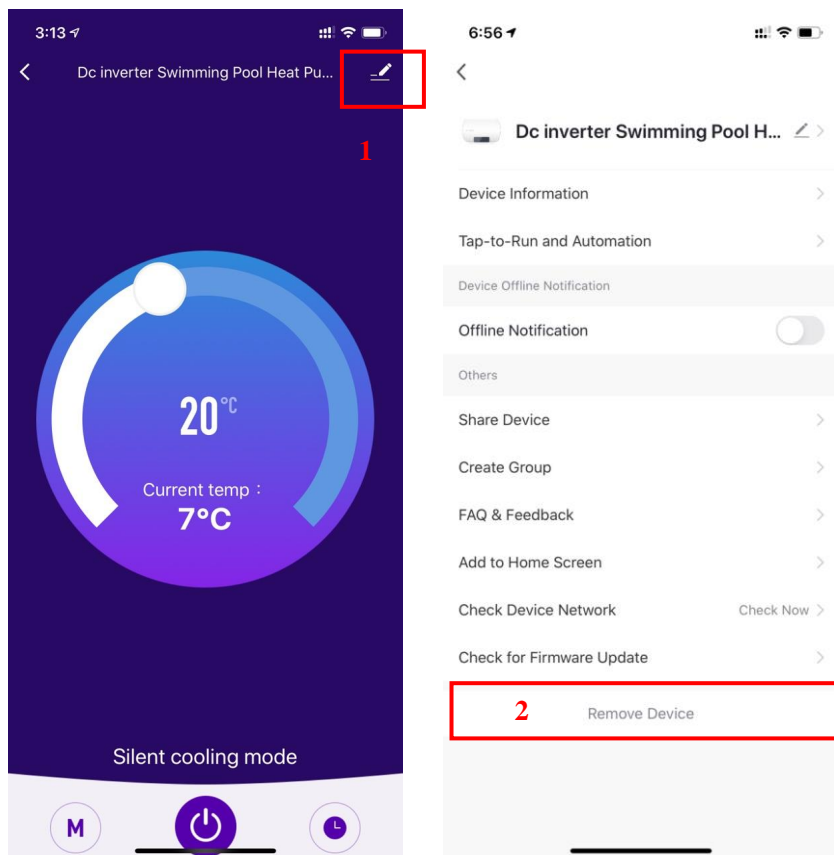 3:13
Dc inverter Swimming Pool Heat Pu...
1
20°C
Current temp :
7°C
Silent cooling mode
M
6:56
Dc inverter Swimming Pool H...
Device Information
Tap-to-Run and Automation
Device Offline Notification
Offline Notification
Others
Share Device
Create Group
FAQ & Feedback
Add to Home Screen
Check Device Network Check Now
Check for Firmware Update
2 Remove Device